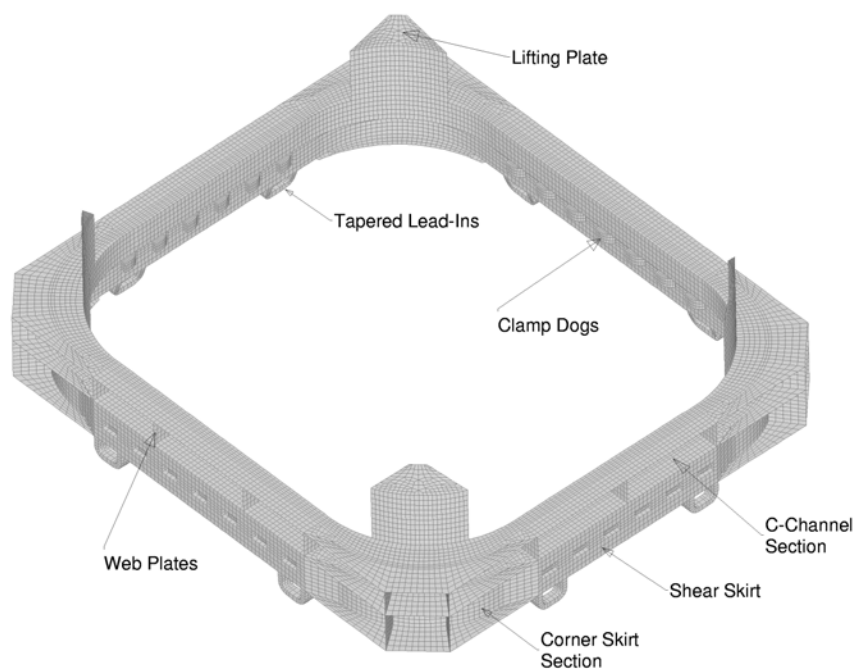 Lifting Plate
Tapered Lead-Ins
Clamp Dogs
C-Channel
Section
Web Plates
Shear Skirt
Corner Skirt
Section